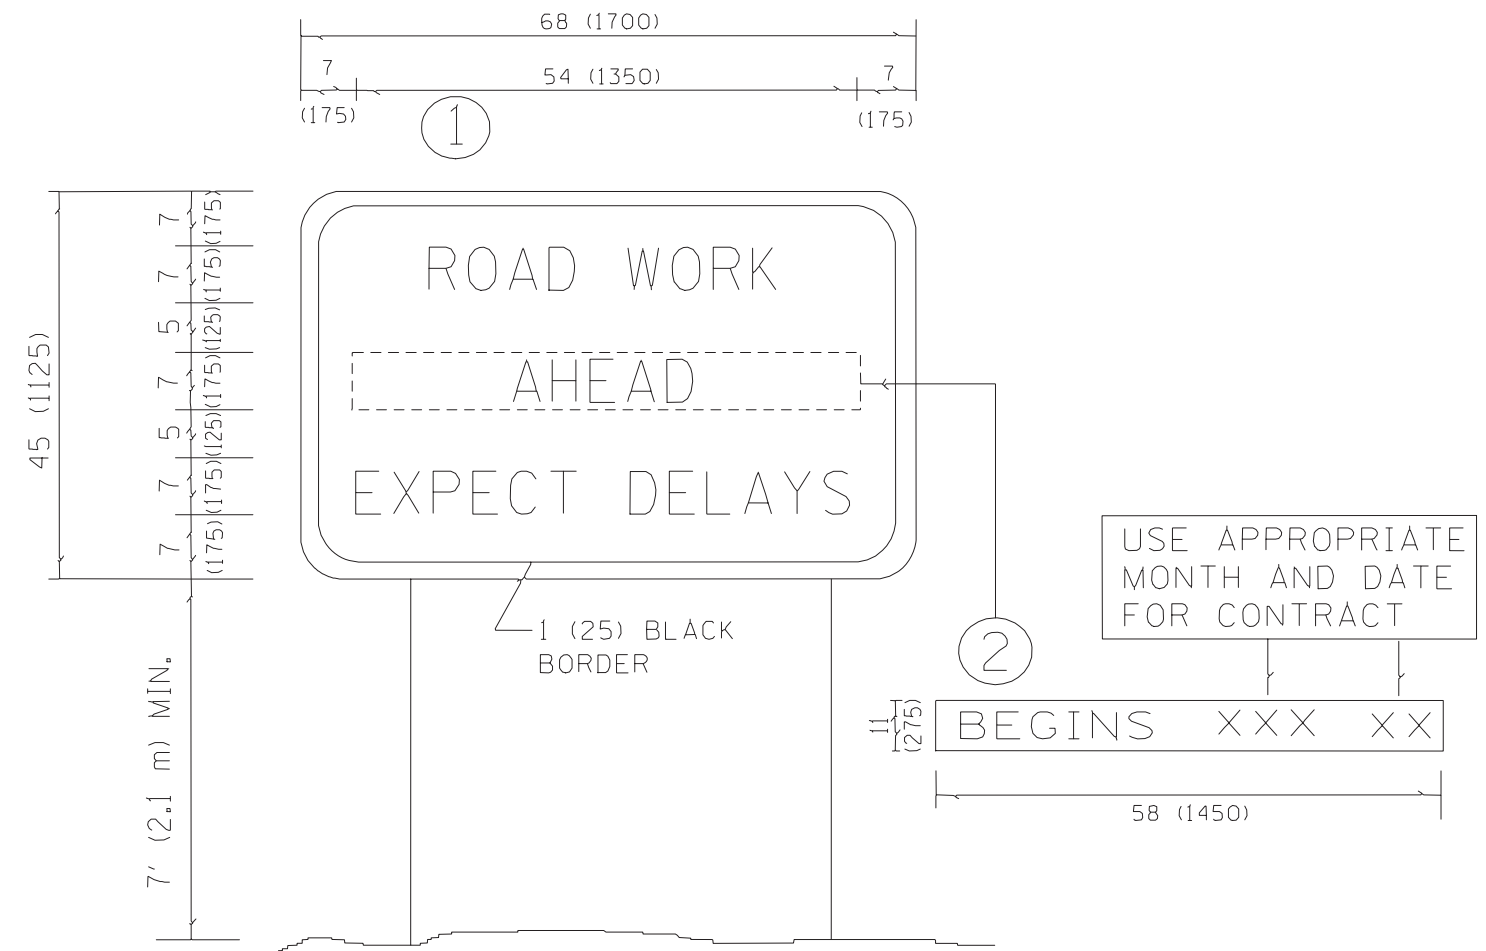 68 (1700)
7
54 (1350)
7
(175)
(175)
1
7
(175)
7
(175)
5
(125)
7
(175)
5
(125)
7
(175)
7
(175)
45 (1125)
ROAD WORK
AHEAD
EXPECT DELAYS
1 (25) BLACK
BORDER
7' (2.1 m) MIN.
2
USE APPROPRIATE
MONTH AND DATE
FOR CONTRACT
11
(275)
BEGINS XXX XX
58 (1450)